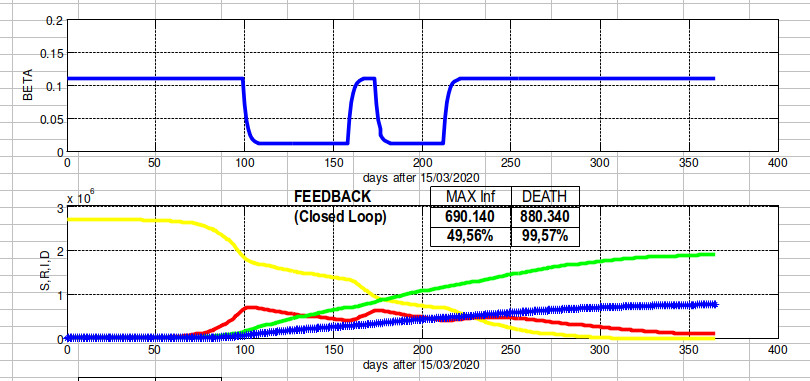 0.2
0.15
0.1
0.05
0
BETA
0 50 100 150 200 250 300 350 400
days after 15/03/2020
x 10^6
FEEDBACK
(Closed Loop)
MAX Inf DEATH
690.140 880.340
49,56% 99,57%
3
2
1
0
S,R,I,D
0 50 100 150 200 250 300 350 400
days after 15/03/2020